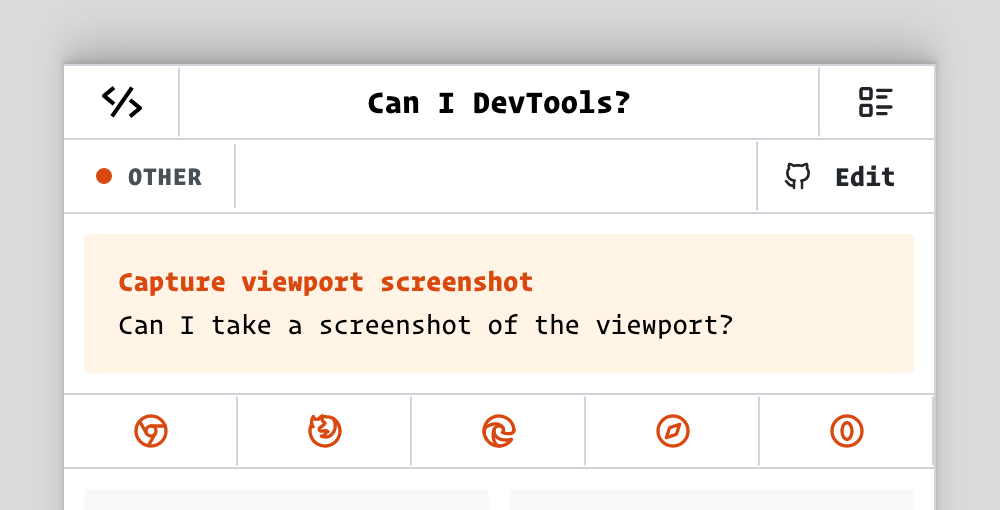 Can I DevTools?
OTHER
Edit
Capture viewport screenshot
Can I take a screenshot of the viewport?